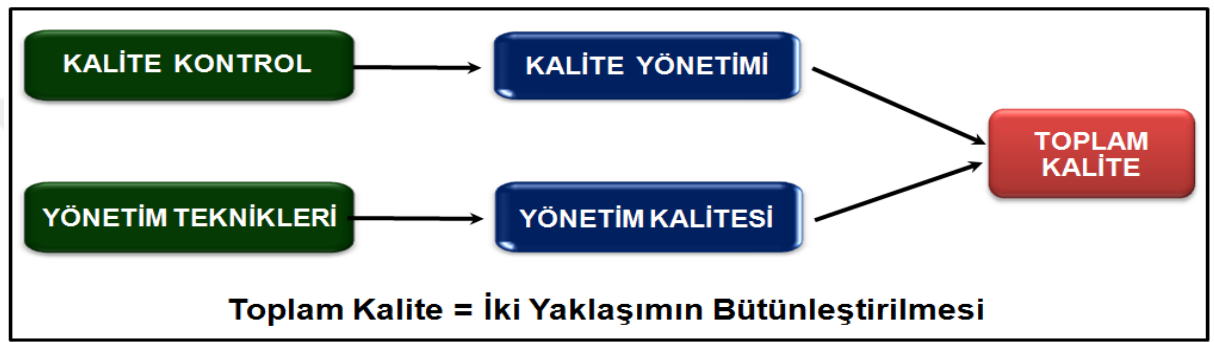 KALİTE KONTROL
KALİTE YÖNETİMİ
TOPLAM
KALİTE
YÖNETİM TEKNİKLERİ
YÖNETİM KALİTESİ
Toplam Kalite = İki Yaklaşımın Bütünleştirilmesi